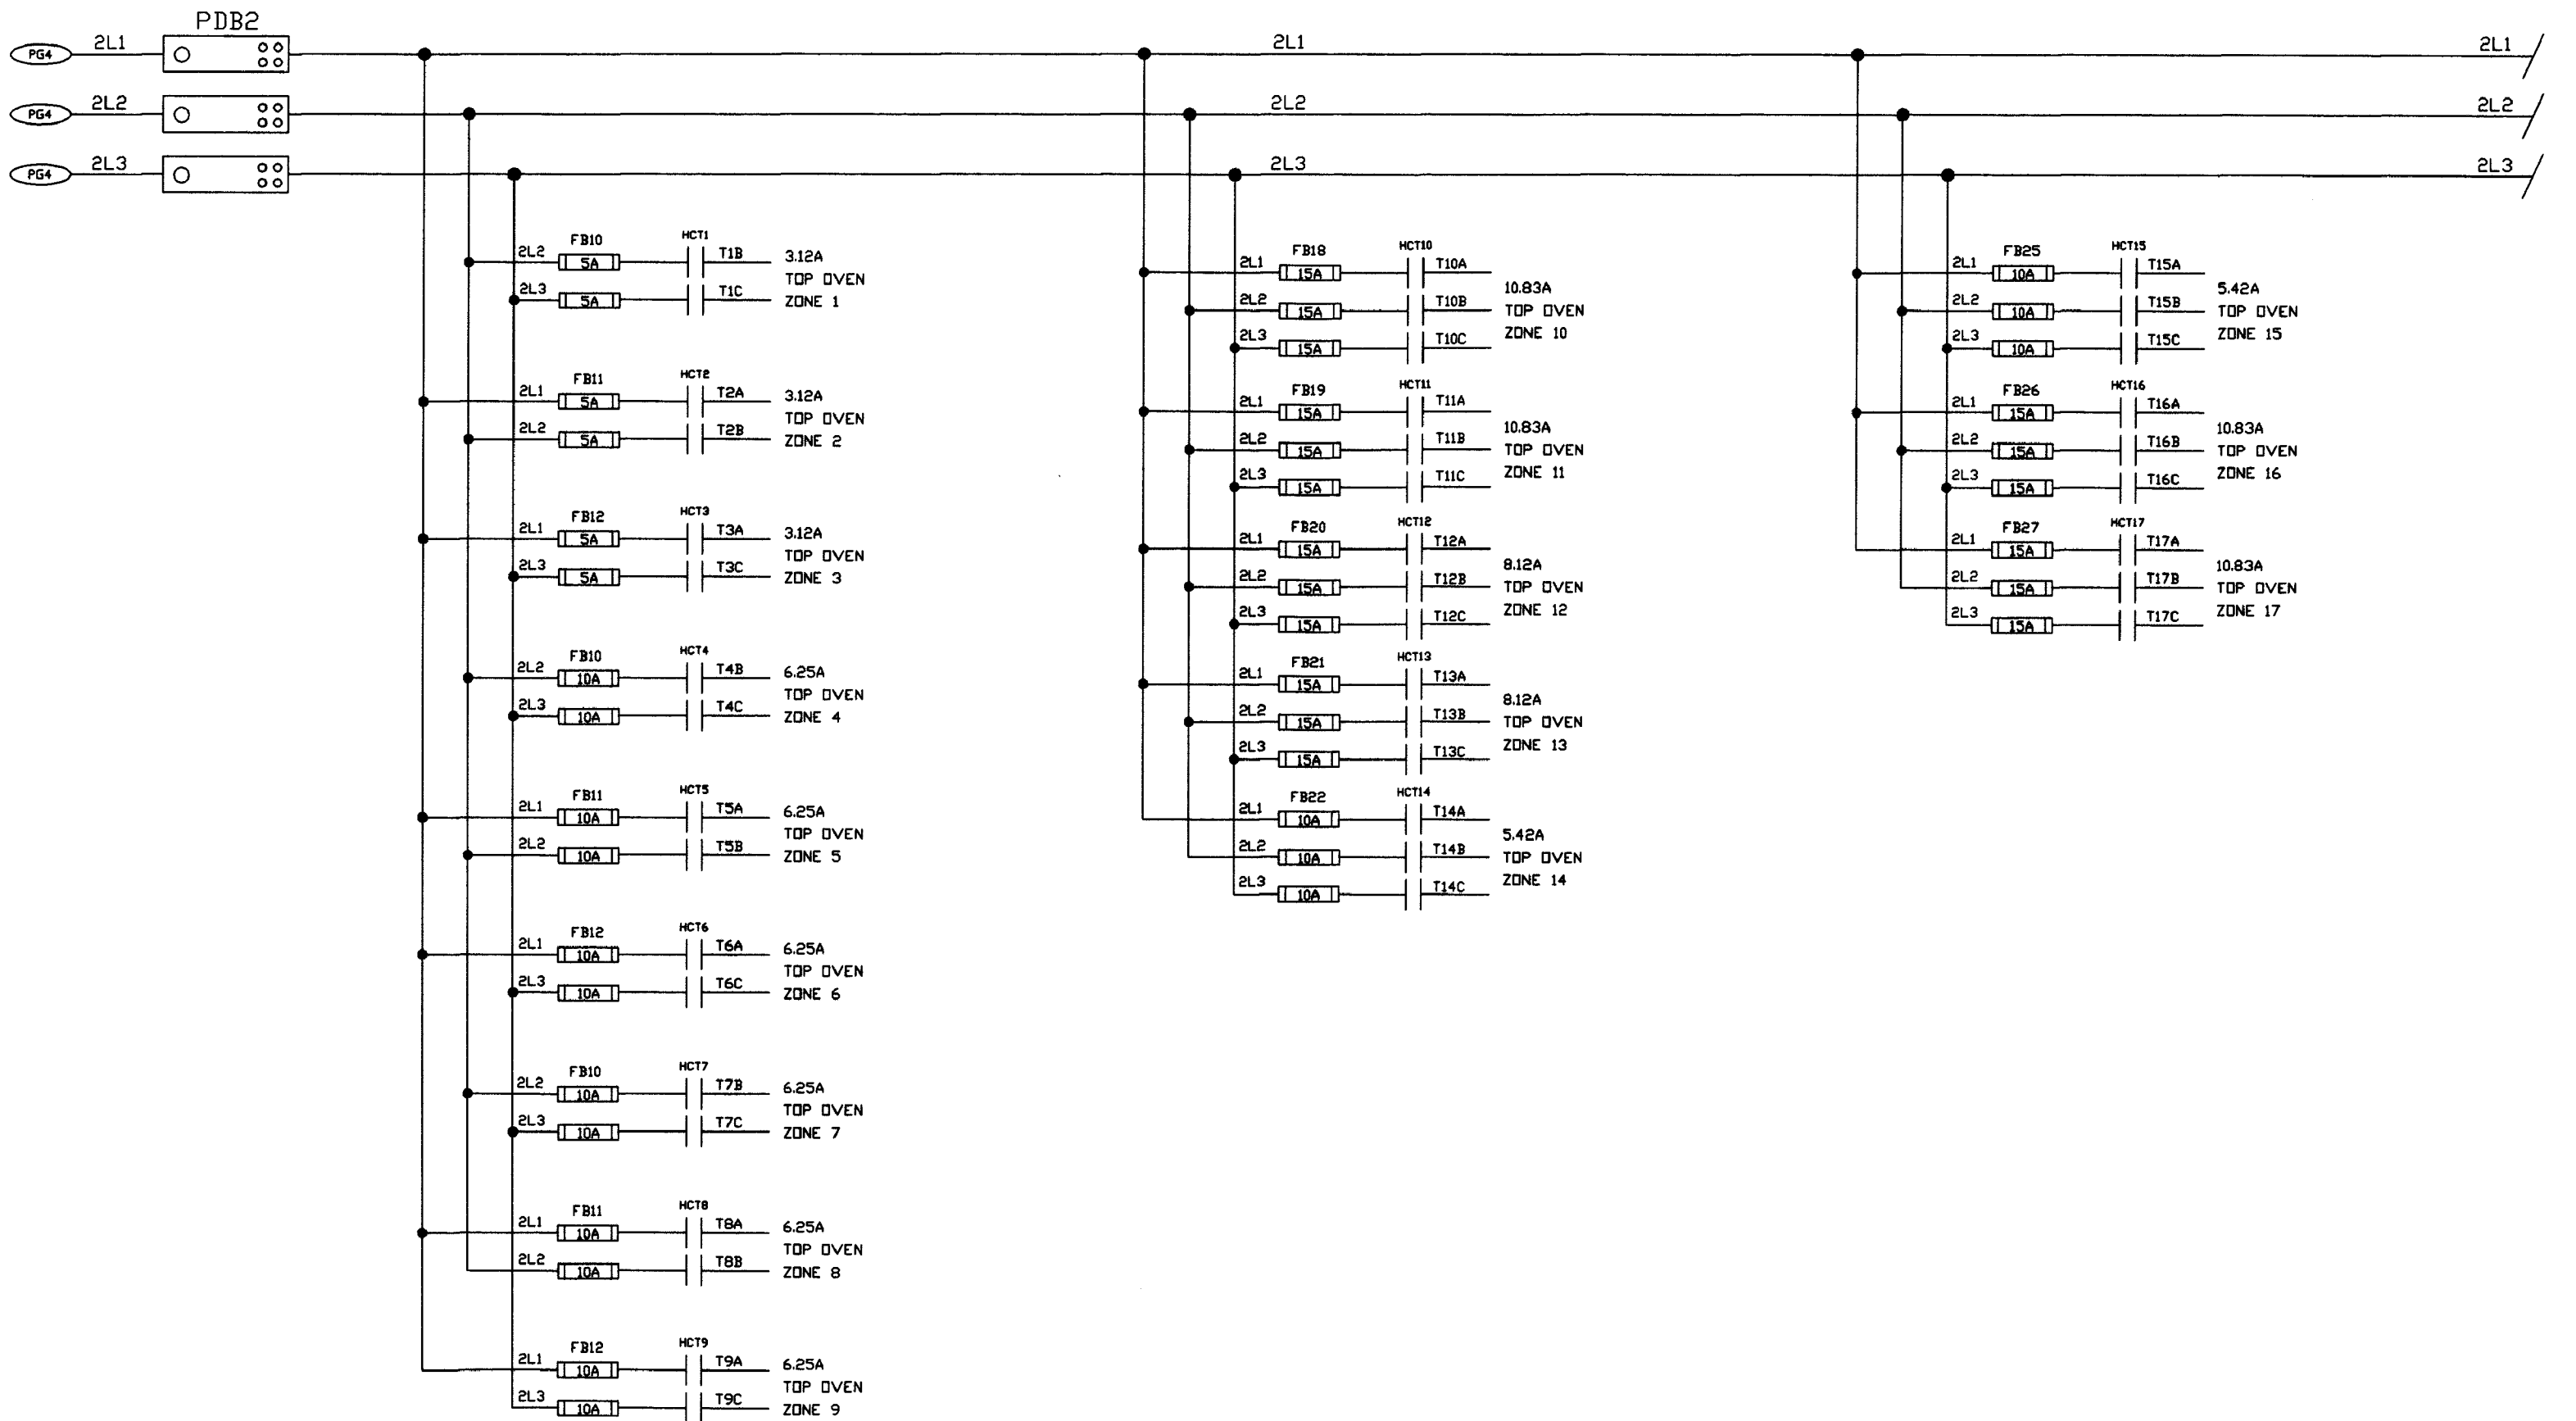 PDB2
PG4 2L1 2L1 2L1
PG4 2L2 2L2 2L2
PG4 2L3 2L3 2L3
FB10 HCT1
2L2 5A T1B 3.12A
TOP OVEN
2L3 5A T1C ZONE 1
FB11 HCT2
2L1 5A T2A 3.12A
TOP OVEN
2L2 5A T2B ZONE 2
FB12 HCT3
2L1 5A T3A 3.12A
TOP OVEN
2L3 5A T3C ZONE 3
FB10 HCT4
2L2 10A T4B 6.25A
TOP OVEN
2L3 10A T4C ZONE 4
FB11 HCT5
2L1 10A T5A 6.25A
TOP OVEN
2L2 10A T5B ZONE 5
FB12 HCT6
2L1 10A T6A 6.25A
TOP OVEN
2L3 10A T6C ZONE 6
FB10 HCT7
2L2 10A T7B 6.25A
TOP OVEN
2L3 10A T7C ZONE 7
FB11 HCT8
2L1 10A T8A 6.25A
TOP OVEN
2L2 10A T8B ZONE 8
FB12 HCT9
2L1 10A T9A 6.25A
TOP OVEN
2L3 10A T9C ZONE 9
FB18 HCT10
2L1 15A T10A
10.83A
2L2 15A T10B TOP OVEN
ZONE 10
2L3 15A T10C
FB19 HCT11
2L1 15A T11A
10.83A
2L2 15A T11B TOP OVEN
ZONE 11
2L3 15A T11C
FB20 HCT12
2L1 15A T12A
8.12A
2L2 15A T12B TOP OVEN
ZONE 12
2L3 15A T12C
FB21 HCT13
2L1 15A T13A
8.12A
2L2 15A T13B TOP OVEN
ZONE 13
2L3 15A T13C
FB22 HCT14
2L1 10A T14A
5.42A
2L2 10A T14B TOP OVEN
ZONE 14
2L3 10A T14C
FB25 HCT15
2L1 10A T15A
5.42A
2L2 10A T15B TOP OVEN
ZONE 15
2L3 10A T15C
FB26 HCT16
2L1 15A T16A
10.83A
2L2 15A T16B TOP OVEN
ZONE 16
2L3 15A T16C
FB27 HCT17
2L1 15A T17A
10.83A
2L2 15A T17B TOP OVEN
ZONE 17
2L3 15A T17C